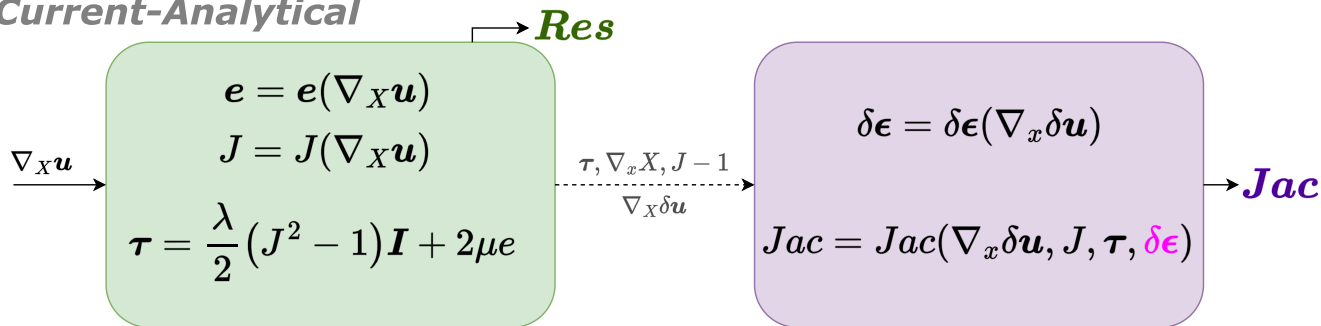 Current-Analytical
Res
∇_X u
e = e(∇_X u)
J = J(∇_X u)
τ = λ/2 (J² − 1)I + 2μe
τ, ∇_x X, J − 1
∇_X δu
δϵ = δϵ(∇_x δu)
Jac = Jac(∇_x δu, J, τ, δϵ)
Jac